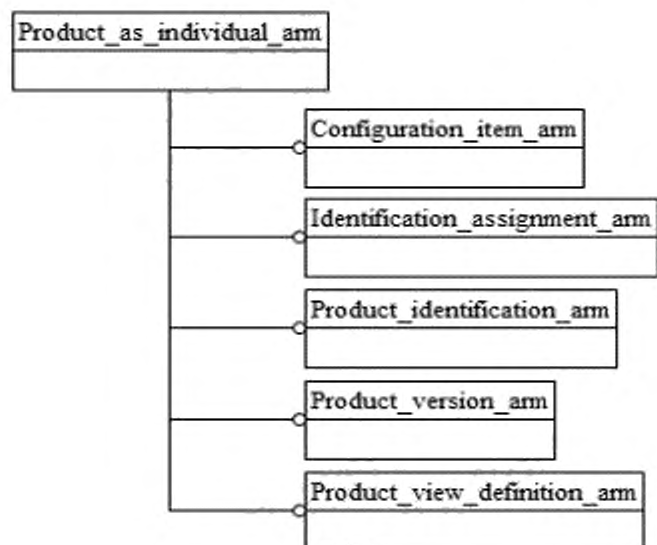 Product_as_individual_arm
Configuration_item_arm
Identification_assignment_arm
Product_identification_arm
Product_version_arm
Product_view_definition_arm